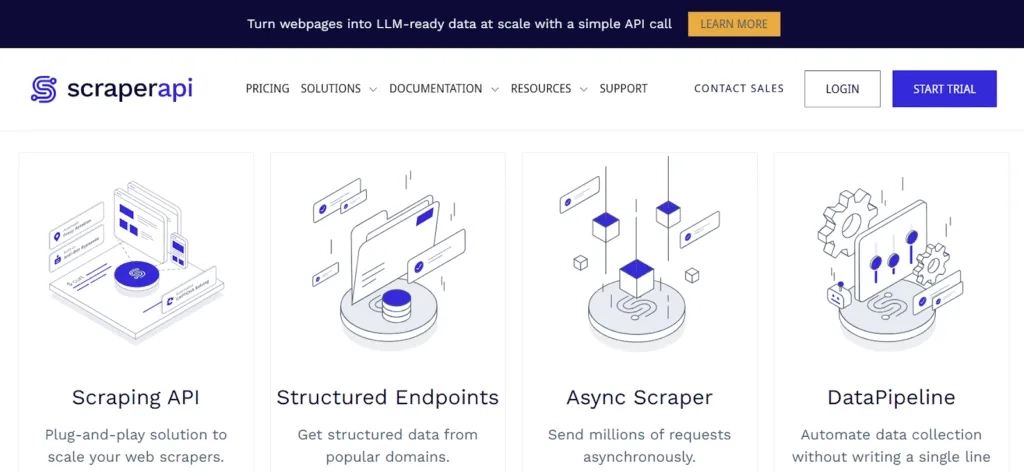 Turn webpages into LLM-ready data at scale with a simple API call LEARN MORE
scraperapi PRICING SOLUTIONS DOCUMENTATION RESOURCES SUPPORT CONTACT SALES LOGIN START TRIAL
Scraping API
Plug-and-play solution to
scale your web scrapers.
Structured Endpoints
Get structured data from
popular domains.
Async Scraper
Send millions of requests
asynchronously.
DataPipeline
Automate data collection
without writing a single line